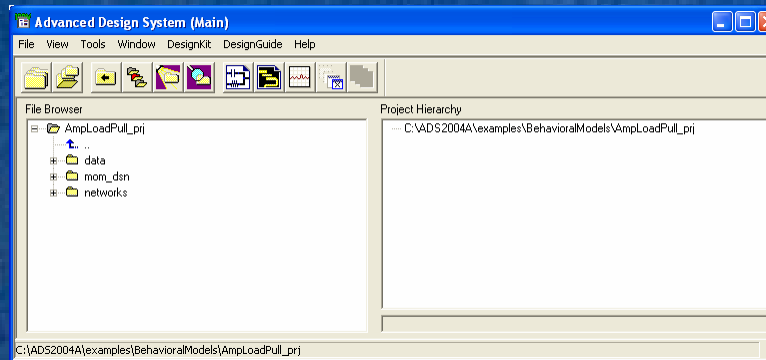 Advanced Design System (Main)
File View Tools Window DesignKit DesignGuide Help
File Browser
Project Hierarchy
AmpLoadPull_prj
..
data
mom_dsn
networks
C:\ADS2004A\examples\BehavioralModels\AmpLoadPull_prj
C:\ADS2004A\examples\BehavioralModels\AmpLoadPull_prj